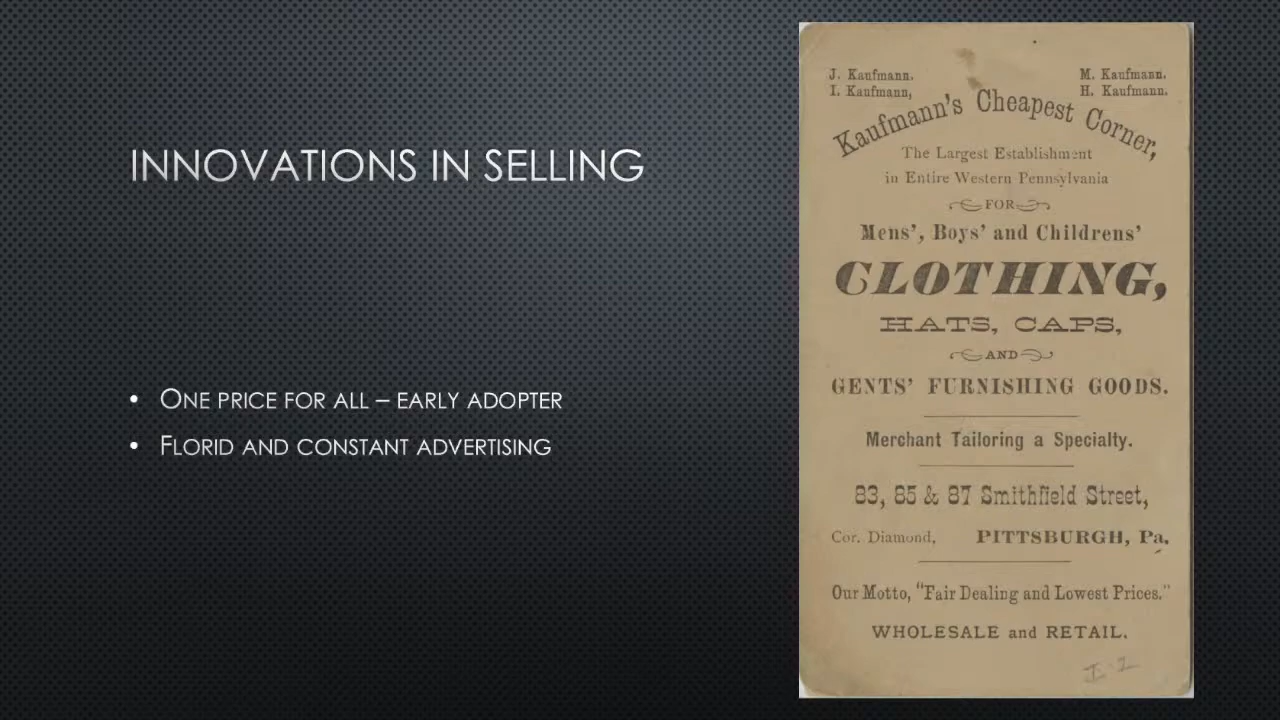 INNOVATIONS IN SELLING
• ONE PRICE FOR ALL – EARLY ADOPTER
• FLORID AND CONSTANT ADVERTISING
J. Kaufmann.
I. Kaufmann,
M. Kaufmann.
H. Kaufmann.
Kaufmann's Cheapest Corner,
The Largest Establishment
in Entire Western Pennsylvania
FOR
Mens', Boys' and Childrens'
CLOTHING,
HATS, CAPS,
AND
GENTS' FURNISHING GOODS.
Merchant Tailoring a Specialty.
83, 85 & 87 Smithfield Street,
Cor. Diamond, PITTSBURGH, Pa.
Our Motto, "Fair Dealing and Lowest Prices."
WHOLESALE and RETAIL.